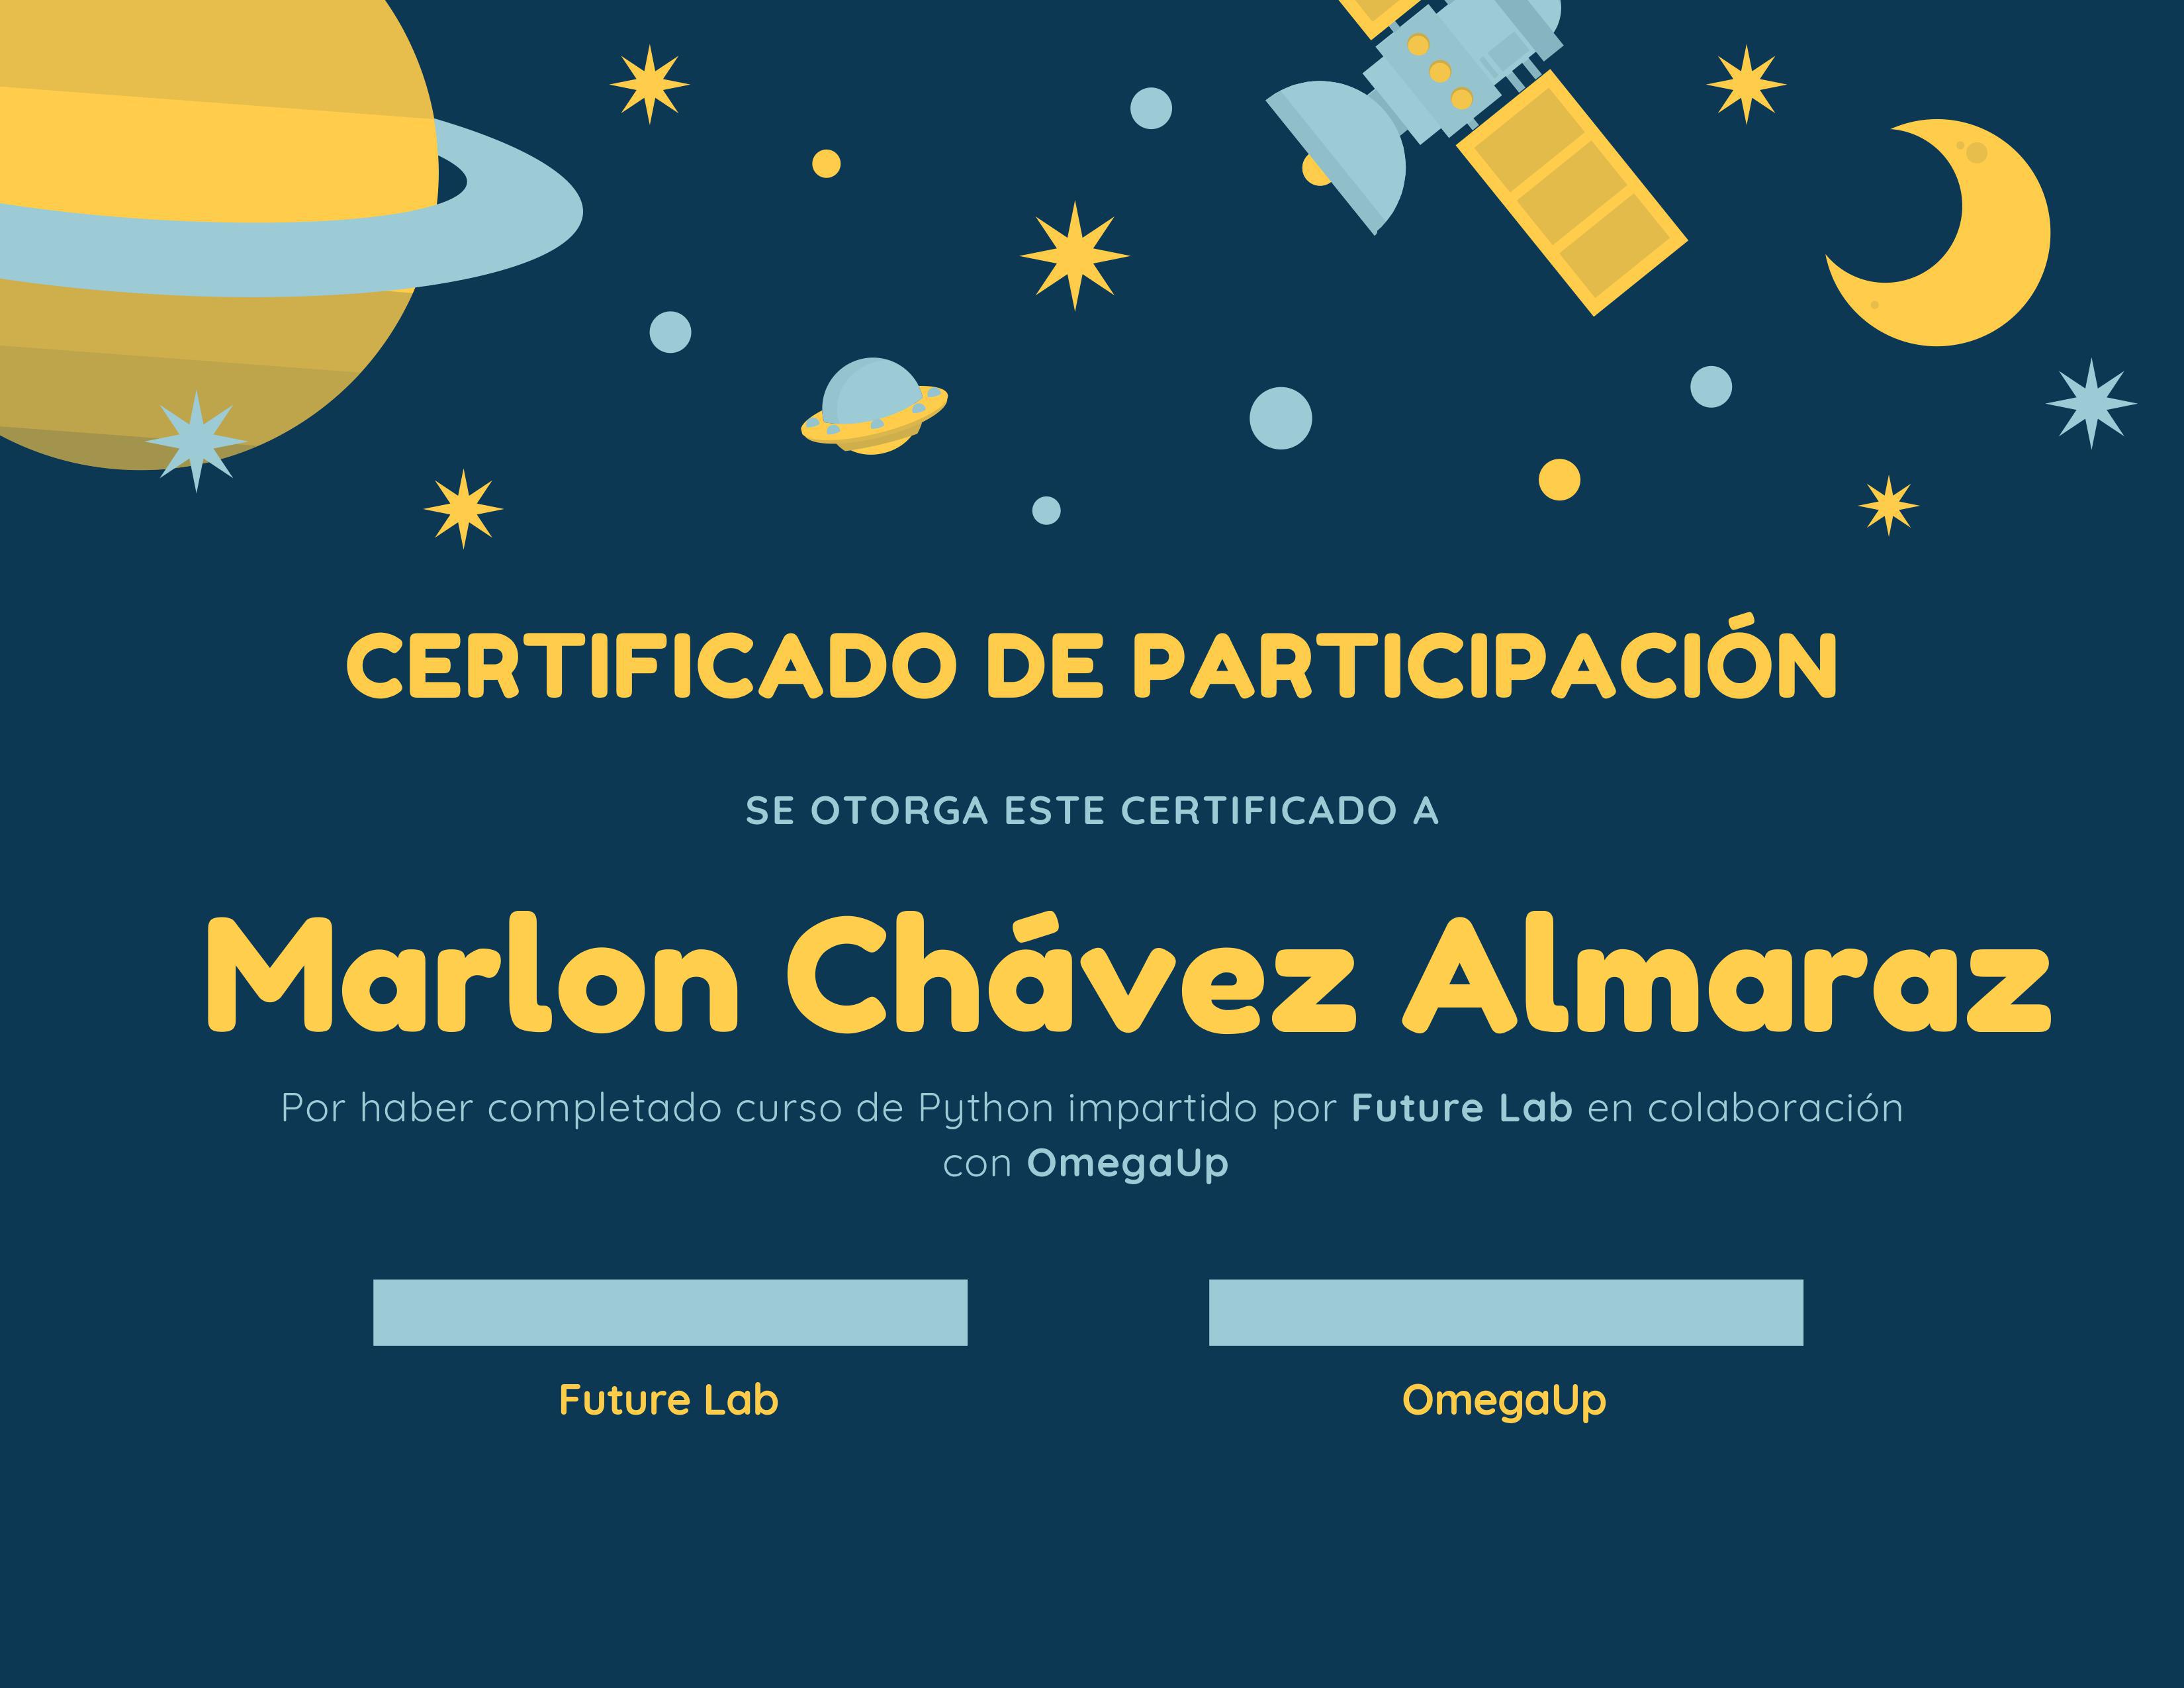 CERTIFICADO DE PARTICIPACIÓN
SE OTORGA ESTE CERTIFICADO A
Marlon Chávez Almaraz
Por haber completado curso de Python impartido por Future Lab en colaboración
con OmegaUp
Future Lab
OmegaUp